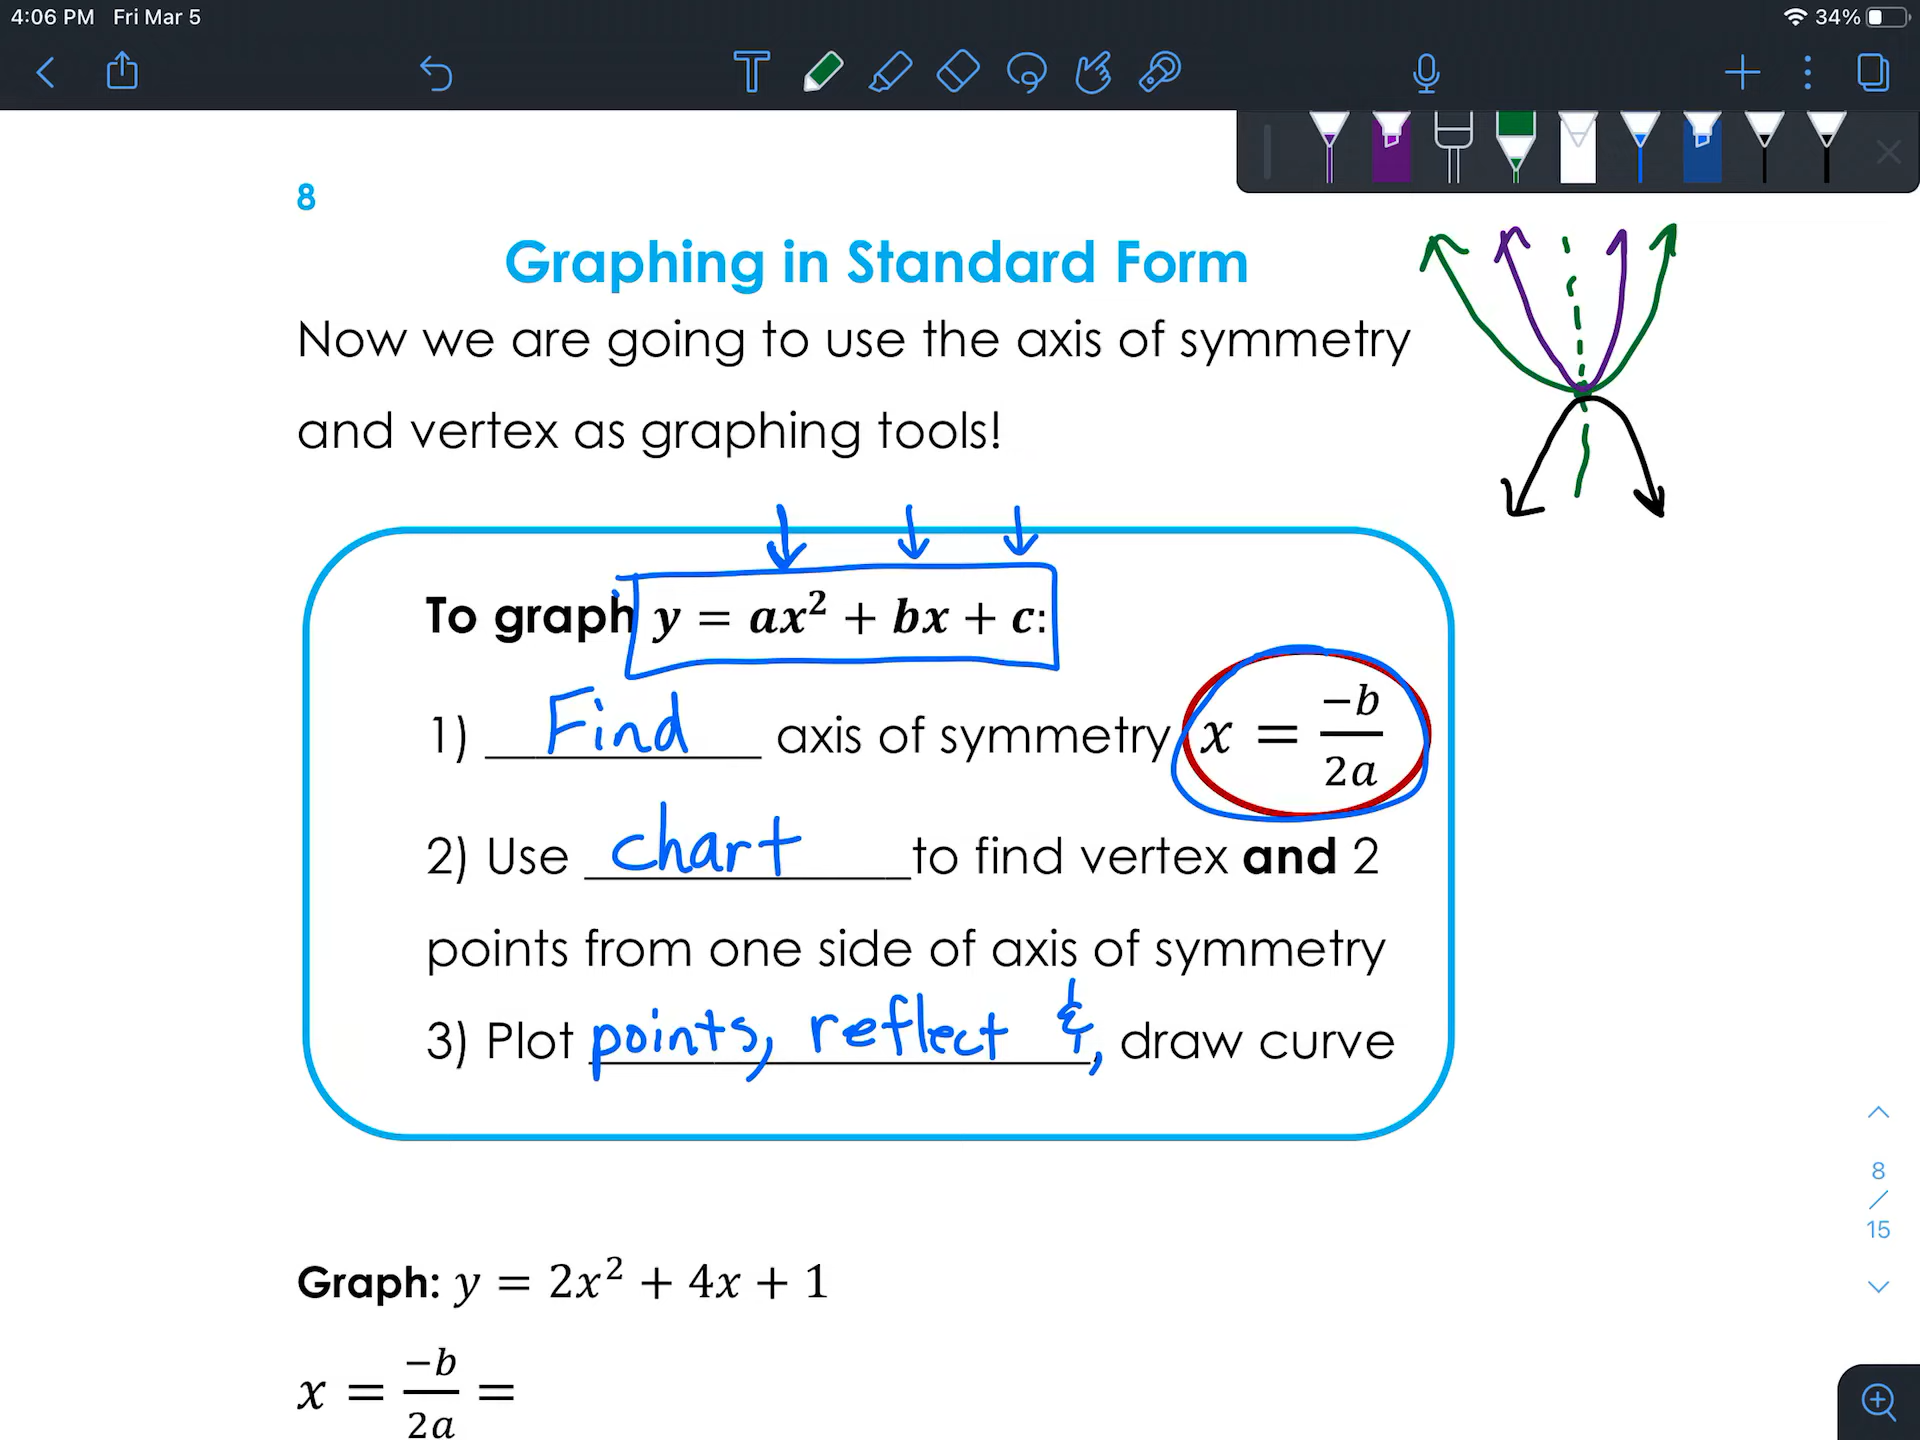 4:06 PM Fri Mar 5 34%
8
Graphing in Standard Form
Now we are going to use the axis of symmetry
and vertex as graphing tools!
To graph y = ax² + bx + c:
1) Find axis of symmetry x = -b/2a
2) Use chart to find vertex and 2
points from one side of axis of symmetry
3) Plot points, reflect &, draw curve
8
/
15
Graph: y = 2x² + 4x + 1
x = -b/2a =